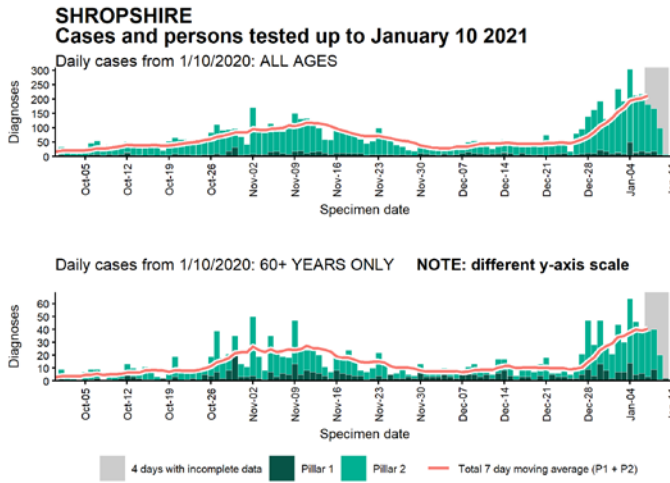 SHROPSHIRE
Cases and persons tested up to January 10 2021
Daily cases from 1/10/2020: ALL AGES
Diagnoses
300
250
200
150
100
50
0
Oct-05 Oct-12 Oct-19 Oct-26 Nov-02 Nov-09 Nov-16 Nov-23 Nov-30 Dec-07 Dec-14 Dec-21 Dec-28 Jan-04
Specimen date
Daily cases from 1/10/2020: 60+ YEARS ONLY NOTE: different y-axis scale
Diagnoses
60
50
40
30
20
10
0
Oct-05 Oct-12 Oct-19 Oct-26 Nov-02 Nov-09 Nov-16 Nov-23 Nov-30 Dec-07 Dec-14 Dec-21 Dec-28 Jan-04
Specimen date
4 days with incomplete data Pillar 1 Pillar 2 Total 7 day moving average (P1 + P2)